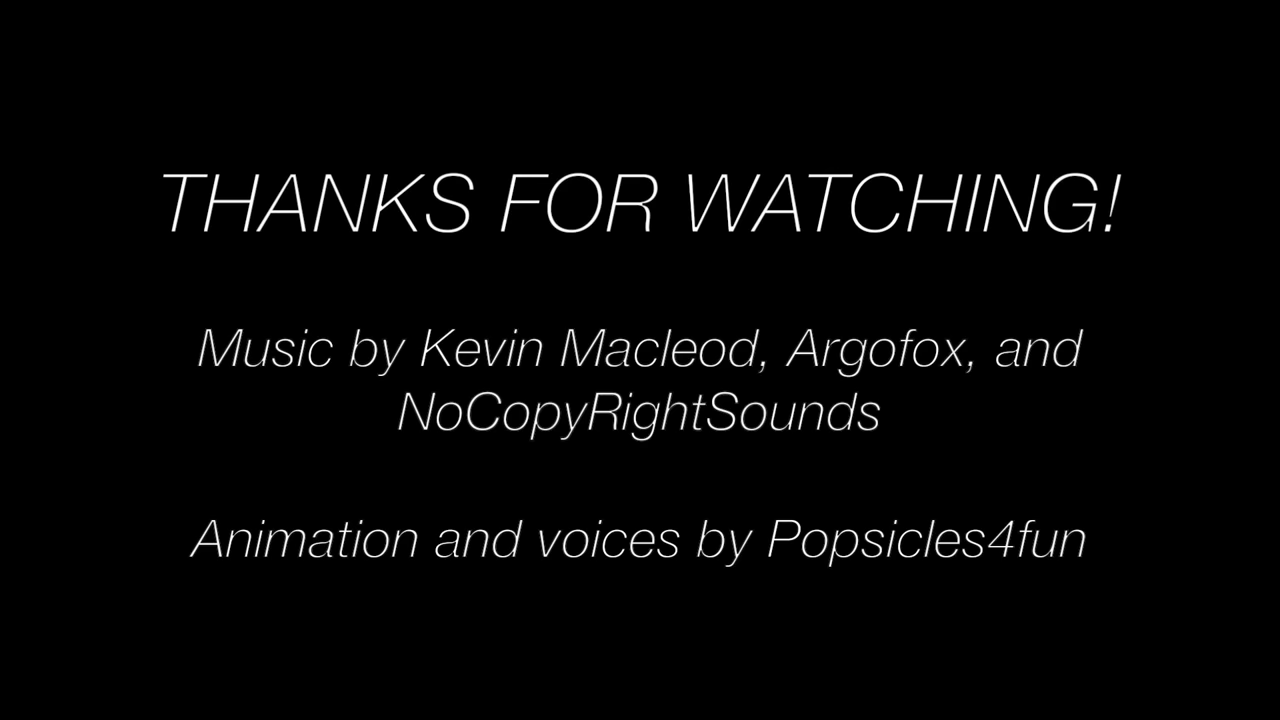 THANKS FOR WATCHING!
Music by Kevin Macleod, Argofox, and
NoCopyRightSounds
Animation and voices by Popsicles4fun